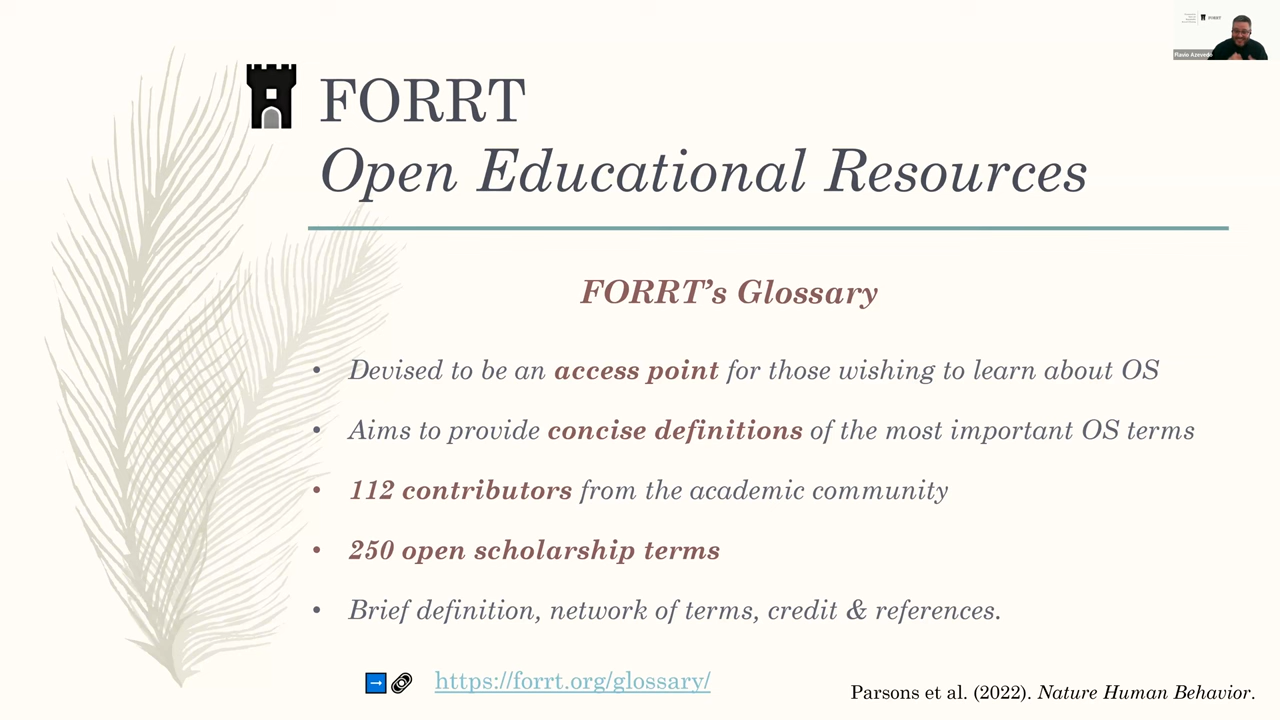 FORRT
Open Educational Resources
FORRT's Glossary
• Devised to be an access point for those wishing to learn about OS
• Aims to provide concise definitions of the most important OS terms
• 112 contributors from the academic community
• 250 open scholarship terms
• Brief definition, network of terms, credit & references.
https://forrt.org/glossary/
Parsons et al. (2022). Nature Human Behavior.
FORRT
Flavio Azevedo